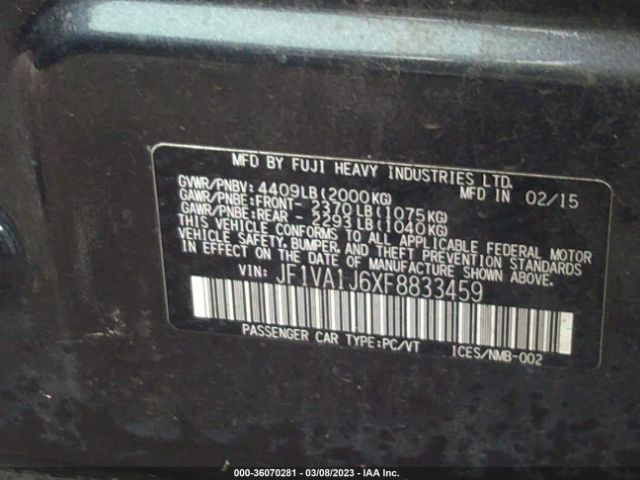 MFD BY FUJI HEAVY INDUSTRIES LTD.
GVWR/PNBV: 4409LB(2000KG) MFD IN 02/15
GAWR/PNBE:FRONT- 2370LB(1075KG)
GAWR/PNBE:REAR - 2293LB(1040KG)
THIS VEHICLE CONFORMS TO ALL APPLICABLE FEDERAL MOTOR
VEHICLE SAFETY, BUMPER, AND THEFT PREVENTION STANDARDS
IN EFFECT ON THE DATE OF MANUFACTURE SHOWN ABOVE.
VIN: JF1VA1J6XF8833459
PASSENGER CAR TYPE:PC/VT ICES/NMB-002
000-36070281 - 03/08/2023 - IAA Inc.